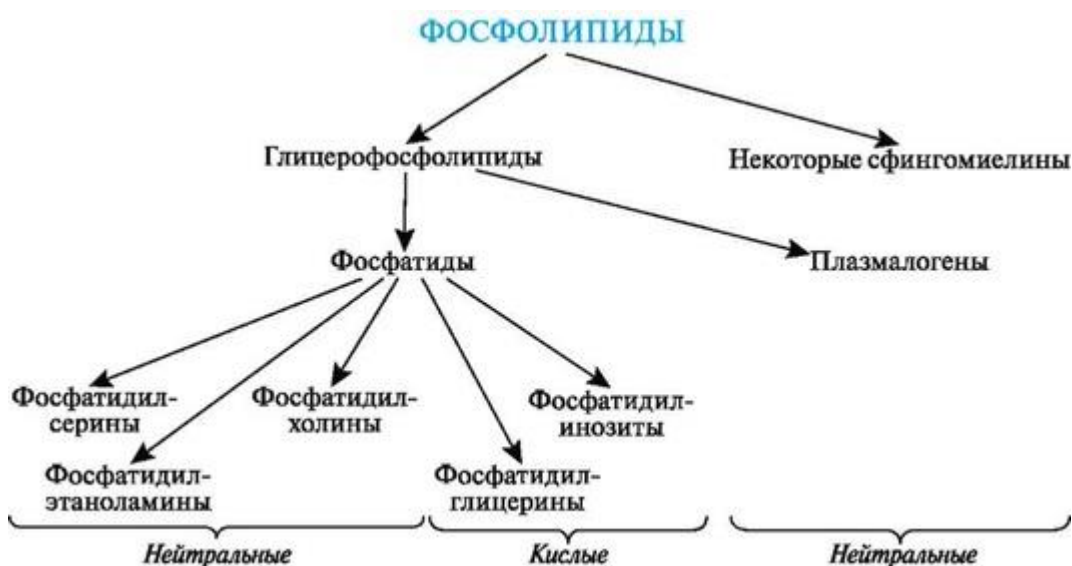 ФОСФОЛИПИДЫ
Глицерофосфолипиды
Некоторые сфингомиелины
Фосфатиды
Плазмалогены
Фосфатидил-
серины
Фосфатидил-
холины
Фосфатидил-
инозиты
Фосфатидил-
этаноламины
Фосфатидил-
глицерины
Нейтральные
Кислые
Нейтральные